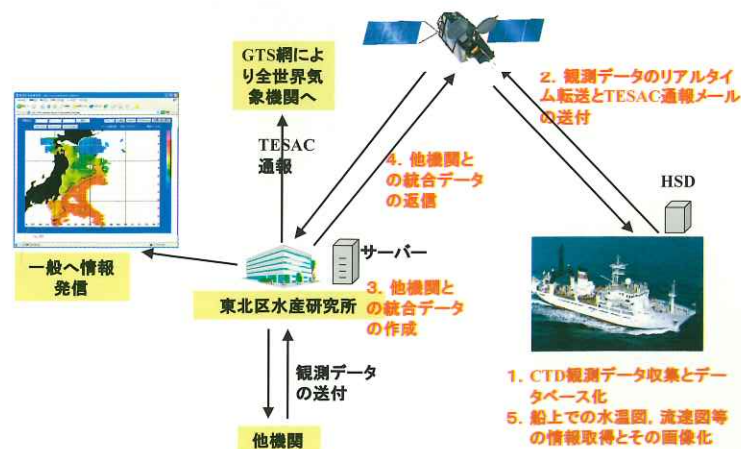 GTS網によ
り全世界気
象機関へ
2. 観測データのリアルタイ
ム転送とTESAC通報メール
の送付
TESAC
通報
4. 他機関と
の統合データ
の返信
HSD
サーバー
一般へ情報
発信
東北区水産研究所
3. 他機関と
の統合データ
の作成
観測データ
の送付
他機関
1. CTD観測データ収集とデー
タベース化
5. 船上での水温図，流速図等
の情報取得とその画像化